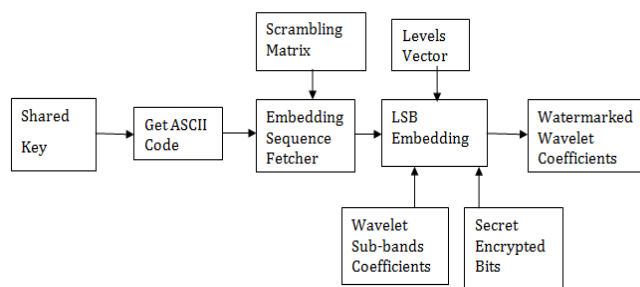 Scrambling
Matrix
Levels
Vector
Shared
Key
Get ASCII
Code
Embedding
Sequence
Fetcher
LSB
Embedding
Watermarked
Wavelet
Coefficients
Wavelet
Sub-bands
Coefficients
Secret
Encrypted
Bits